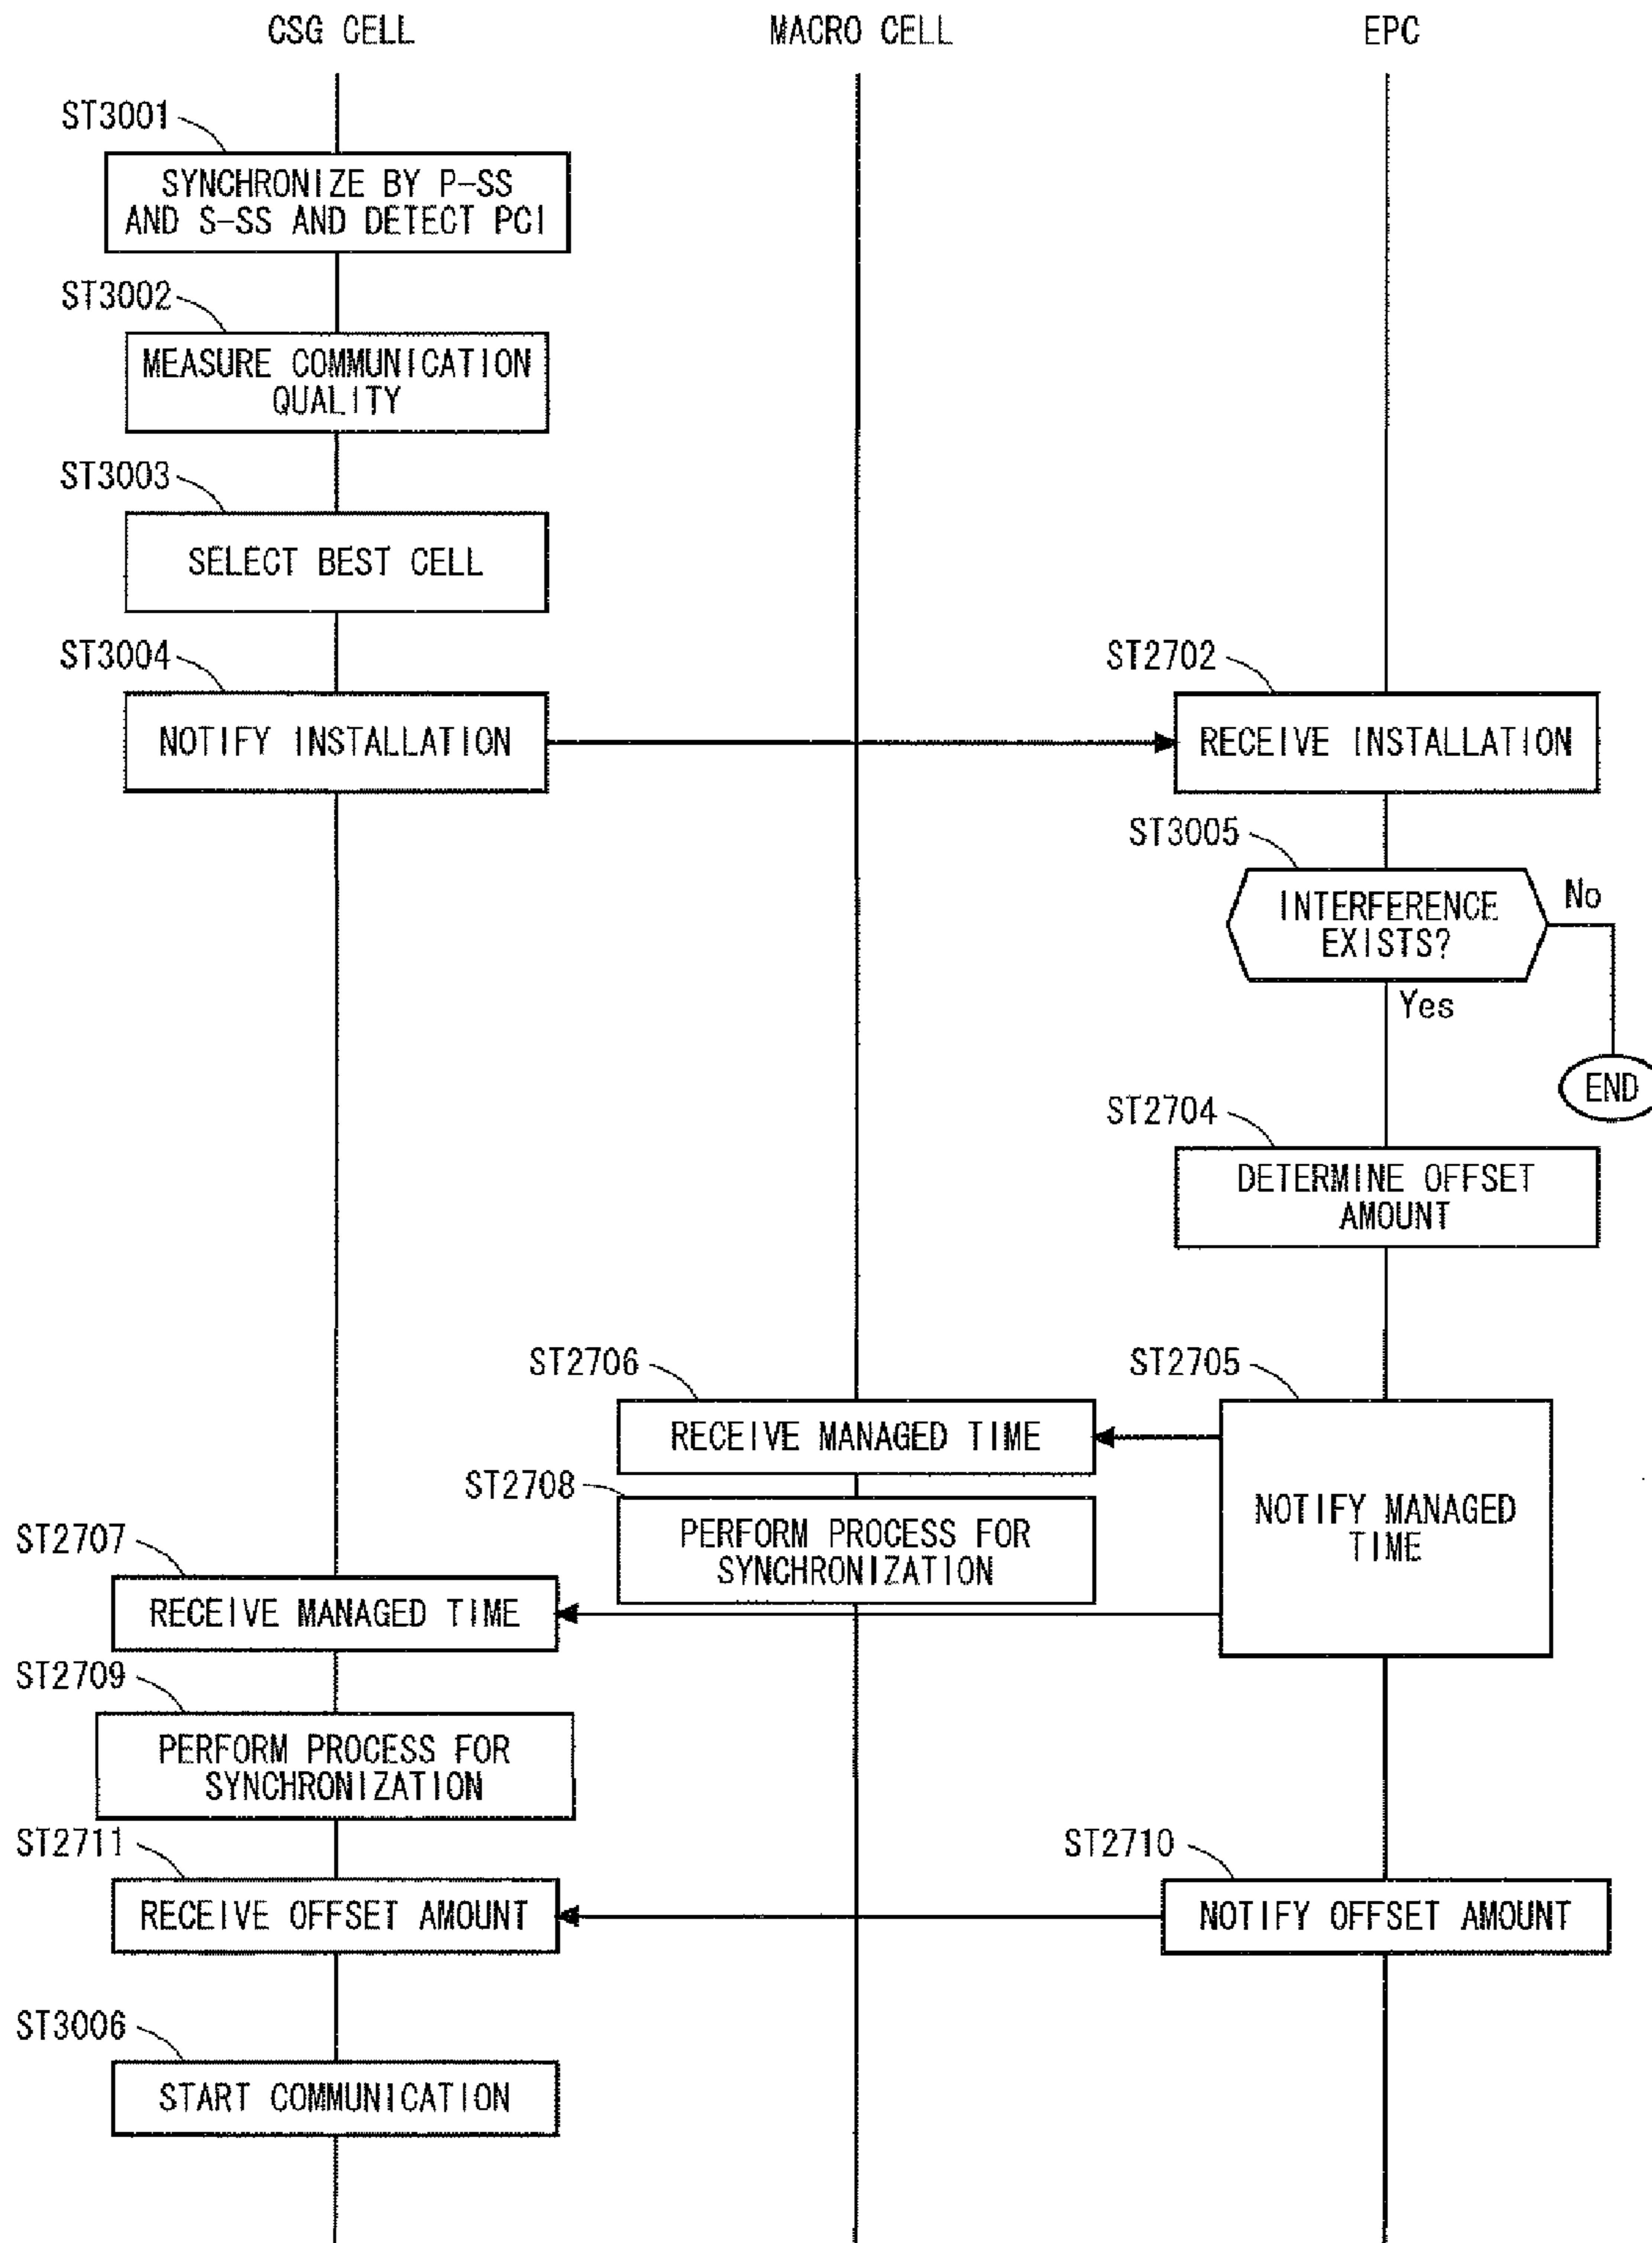 CSG CELL
MACRO CELL
EPC
ST3001
SYNCHRONIZE BY P-SS
AND S-SS AND DETECT PCI
ST3002
MEASURE COMMUNICATION
QUALITY
ST3003
SELECT BEST CELL
ST3004
NOTIFY INSTALLATION
ST2702
RECEIVE INSTALLATION
ST3005
INTERFERENCE
EXISTS?
No
Yes
END
ST2704
DETERMINE OFFSET
AMOUNT
ST2706
RECEIVE MANAGED TIME
ST2705
NOTIFY MANAGED
TIME
ST2708
PERFORM PROCESS FOR
SYNCHRONIZATION
ST2707
RECEIVE MANAGED TIME
ST2709
PERFORM PROCESS FOR
SYNCHRONIZATION
ST2711
RECEIVE OFFSET AMOUNT
ST2710
NOTIFY OFFSET AMOUNT
ST3006
START COMMUNICATION